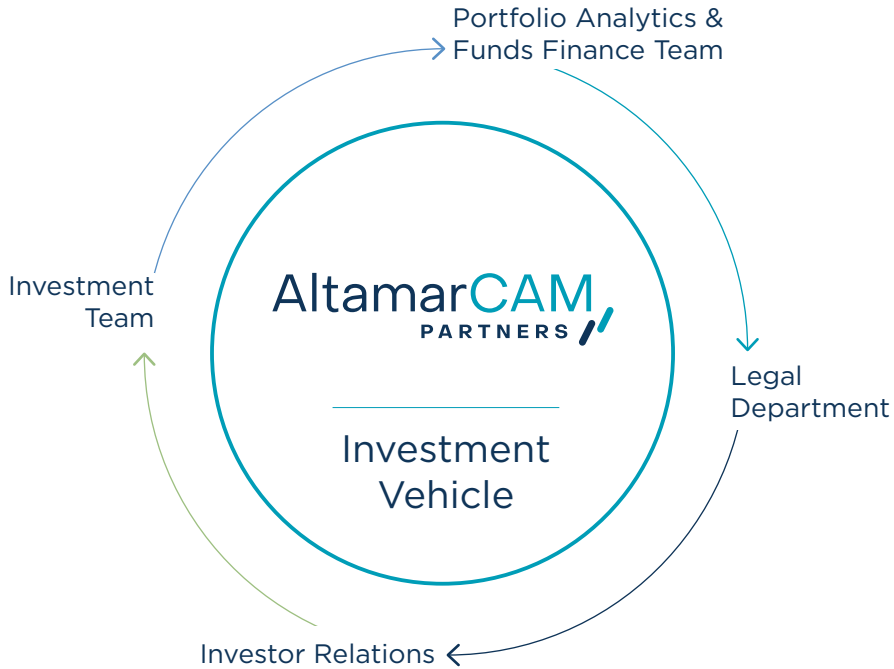 Portfolio Analytics &
Funds Finance Team
Investment
Team
AltamarCAM
PARTNERS
Legal
Department
Investment
Vehicle
Investor Relations